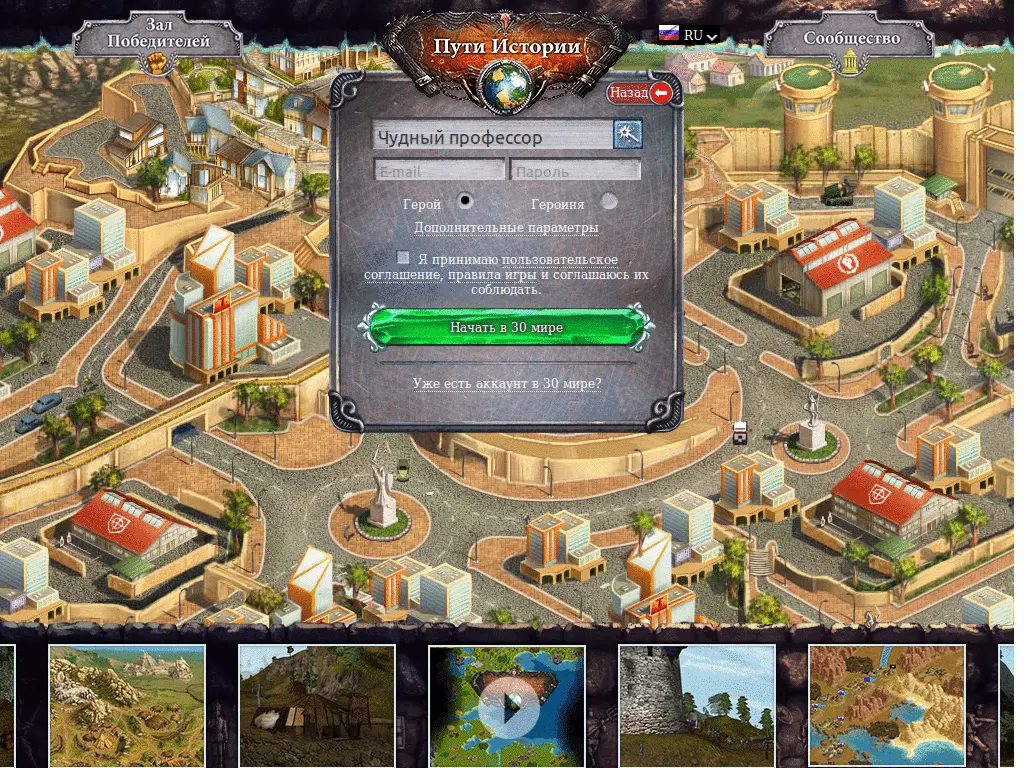 Зал
Победителей
Пути Истории
RU
Сообщество
Назад
Чудный профессор
E-mail
Пароль
Герой
Героиня
Дополнительные параметры
Я принимаю пользовательское
соглашение, правила игры и соглашаюсь их
соблюдать.
Начать в 30 мире
Уже есть аккаунт в 30 мире?